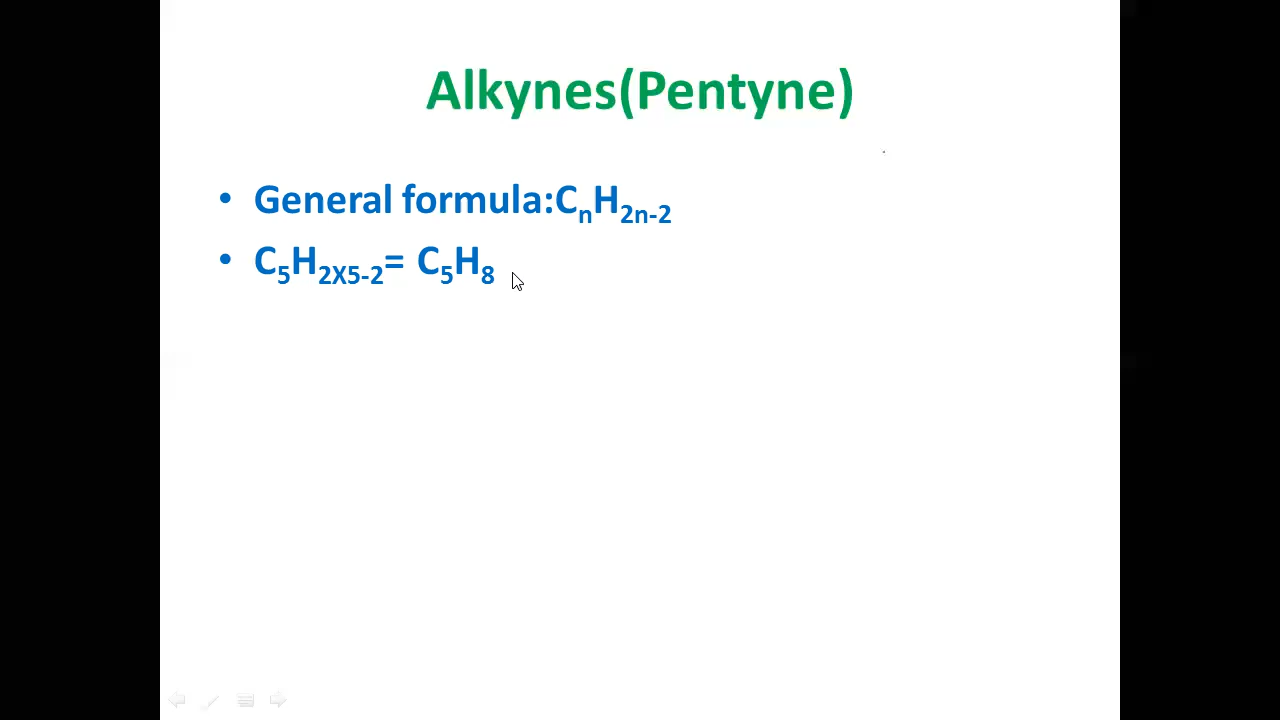 Alkynes(Pentyne)
• General formula:CₙH₂ₙ₋₂
• C₅H₂ₓ₅₋₂= C₅H₈